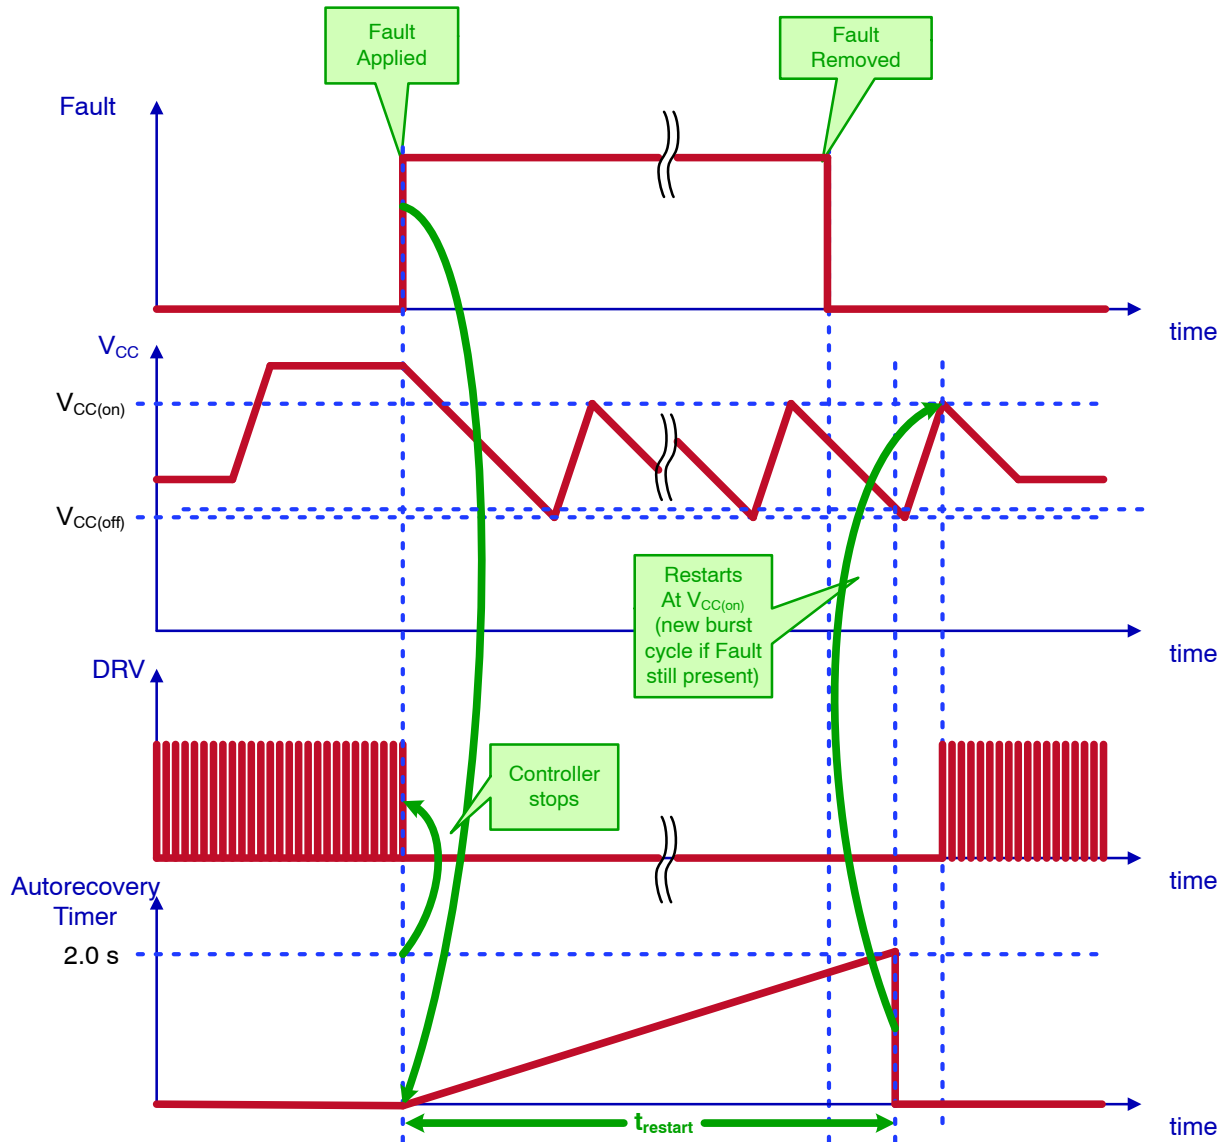 Fault
Applied
Fault
Removed
Fault
time
VCC
VCC(on)
VCC(off)
Restarts
At VCC(on)
(new burst
cycle if Fault
still present)
time
DRV
Controller
stops
time
Autorecovery
Timer
2.0 s
trestart
time